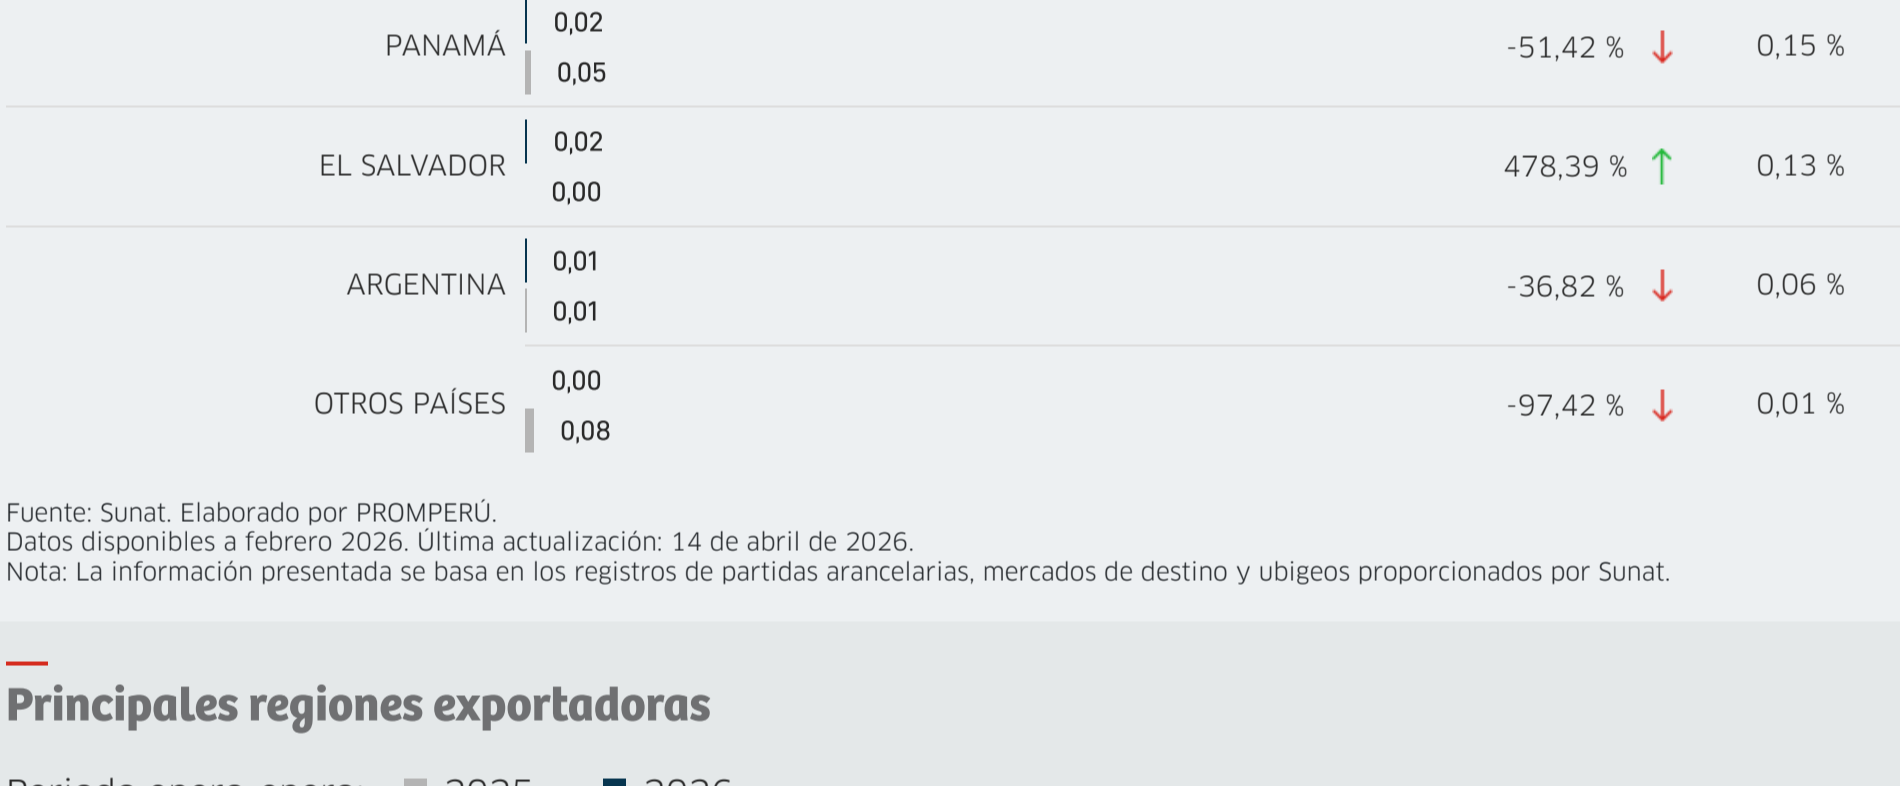 0,02
PANAMÁ -51,42 % 0,15 %
0,05
0,02
EL SALVADOR 478,39 % 0,13 %
0,00
0,01
ARGENTINA -36,82 % 0,06 %
0,01
0,00
OTROS PAÍSES -97,42 % 0,01 %
0,08
Fuente: Sunat. Elaborado por PROMPERÚ.
Datos disponibles a febrero 2026. Última actualización: 14 de abril de 2026.
Nota: La información presentada se basa en los registros de partidas arancelarias, mercados de destino y ubigeos proporcionados por Sunat.
Principales regiones exportadoras
2025 2026